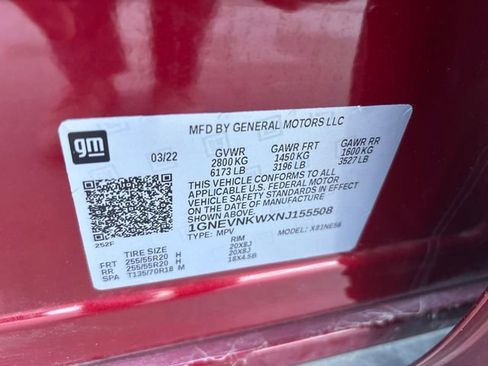 gm
MFD BY GENERAL MOTORS LLC
03/22 GVWR GAWR FRT GAWR RR
2800 KG 1450 KG 1600 KG
6173 LB 3196 LB 3527 LB
THIS VEHICLE CONFORMS TO ALL
APPLICABLE U.S. FEDERAL MOTOR
VEHICLE SAFETY STANDARDS IN EFFECT ON
THE DATE OF MANUFACTURE SHOWN ABOVE.
1GNEVNKWXNJ155508
252F TYPE: MPV MODEL: X81NE56
TIRE SIZE RIM
FRT 255/55R20 H 20X8J
RR 255/55R20 H 20X8J
SPA T135/70R18 M 18X4.5B